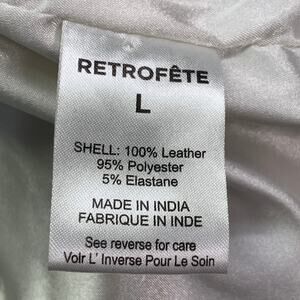 RETROFÊTE
L
SHELL: 100% Leather
95% Polyester
5% Elastane
MADE IN INDIA
FABRIQUE IN INDE
See reverse for care
Voir L' Inverse Pour Le Soin